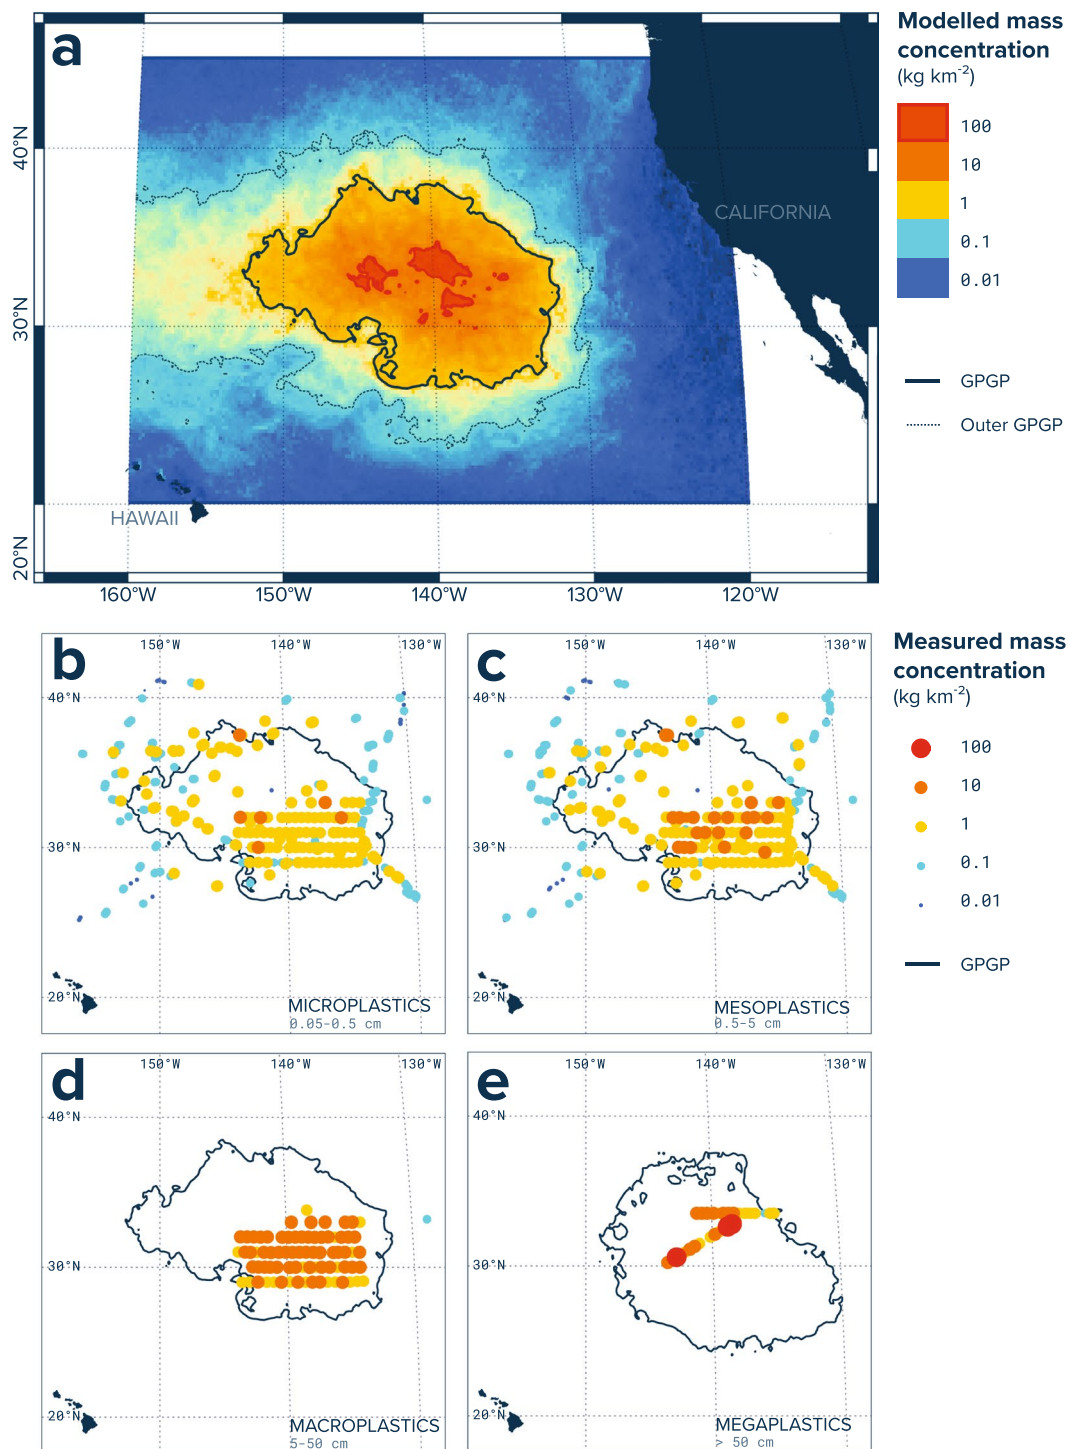 a
Modelled mass
concentration
(kg km-2)
100
10
1
0.1
0.01
GPGP
Outer GPGP
40°N
30°N
20°N
CALIFORNIA
HAWAII
160°W 150°W 140°W 130°W 120°W
b
150°W 140°W 130°W
40°N
30°N
20°N
MICROPLASTICS
0.05-0.5 cm
c
150°W 140°W 130°W
40°N
30°N
20°N
MESOPLASTICS
0.5-5 cm
Measured mass
concentration
(kg km-2)
100
10
1
0.1
0.01
GPGP
d
150°W 140°W 130°W
40°N
30°N
20°N
MACROPLASTICS
5-50 cm
e
150°W 140°W 130°W
40°N
30°N
20°N
MEGAPLASTICS
> 50 cm